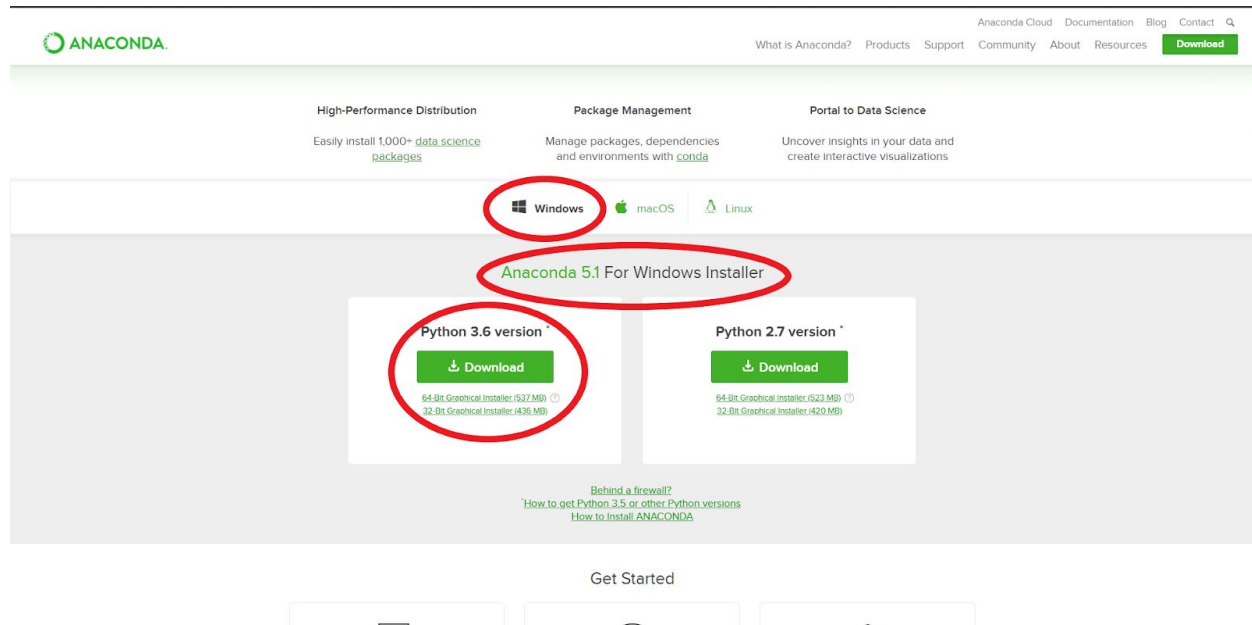 Anaconda Cloud Documentation Blog Contact
ANACONDA.
What is Anaconda? Products Support Community About Resources Download
High-Performance Distribution
Easily install 1,000+ data science
packages
Package Management
Manage packages, dependencies
and environments with conda
Portal to Data Science
Uncover insights in your data and
create interactive visualizations
Windows macOS Linux
Anaconda 5.1 For Windows Installer
Python 3.6 version *
Download
64-Bit Graphical Installer (537 MB) ?
32-Bit Graphical Installer (436 MB)
Python 2.7 version *
Download
64-Bit Graphical Installer (523 MB) ?
32-Bit Graphical Installer (420 MB)
Behind a firewall?
*How to get Python 3.5 or other Python versions
How to Install ANACONDA
Get Started